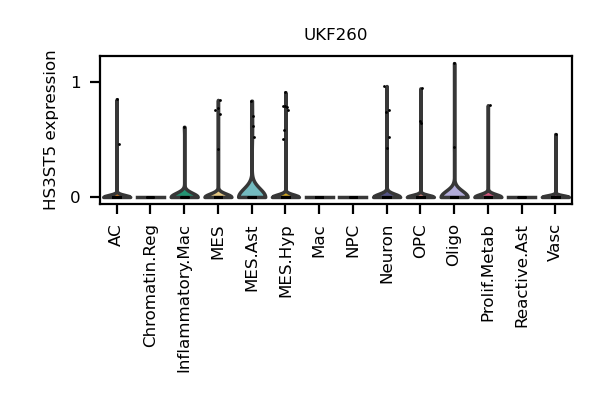 UKF260
HS3ST5 expression
1
0
AC
Chromatin.Reg
Inflammatory.Mac
MES
MES.Ast
MES.Hyp
Mac
NPC
Neuron
OPC
Oligo
Prolif.Metab
Reactive.Ast
Vasc